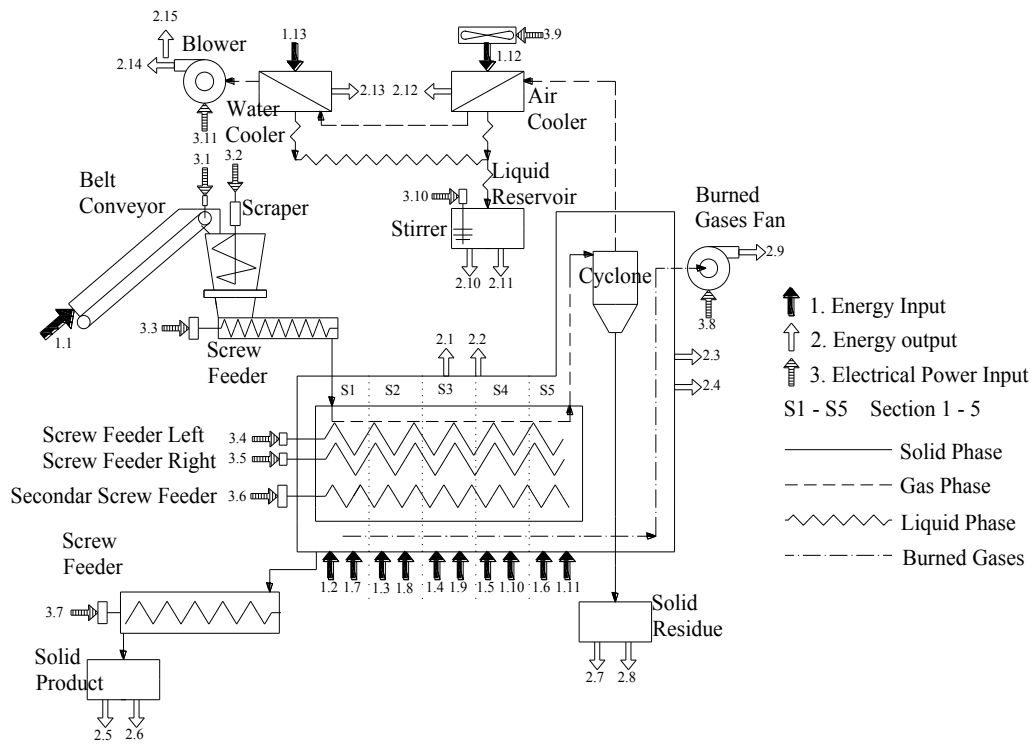 2.15
Blower
2.14
3.11
1.13
Water
Cooler
2.13
3.9
1.12
2.12
Air
Cooler
3.1
3.2
Belt
Conveyor
Scraper
1.1
3.3
Screw
Feeder
Liquid
Reservoir
3.10
Stirrer
2.10
2.11
Cyclone
Burned
Gases Fan
2.9
3.8
2.1
2.2
2.3
2.4
S1
S2
S3
S4
S5
Screw Feeder Left
3.4
Screw Feeder Right
3.5
Secondar Screw Feeder
3.6
1.2
1.7
1.3
1.8
1.4
1.9
1.5
1.10
1.6
1.11
Screw
Feeder
3.7
Solid
Product
2.5
2.6
Solid
Residue
2.7
2.8
1. Energy Input
2. Energy output
3. Electrical Power Input
S1 - S5 Section 1 - 5
Solid Phase
Gas Phase
Liquid Phase
Burned Gases